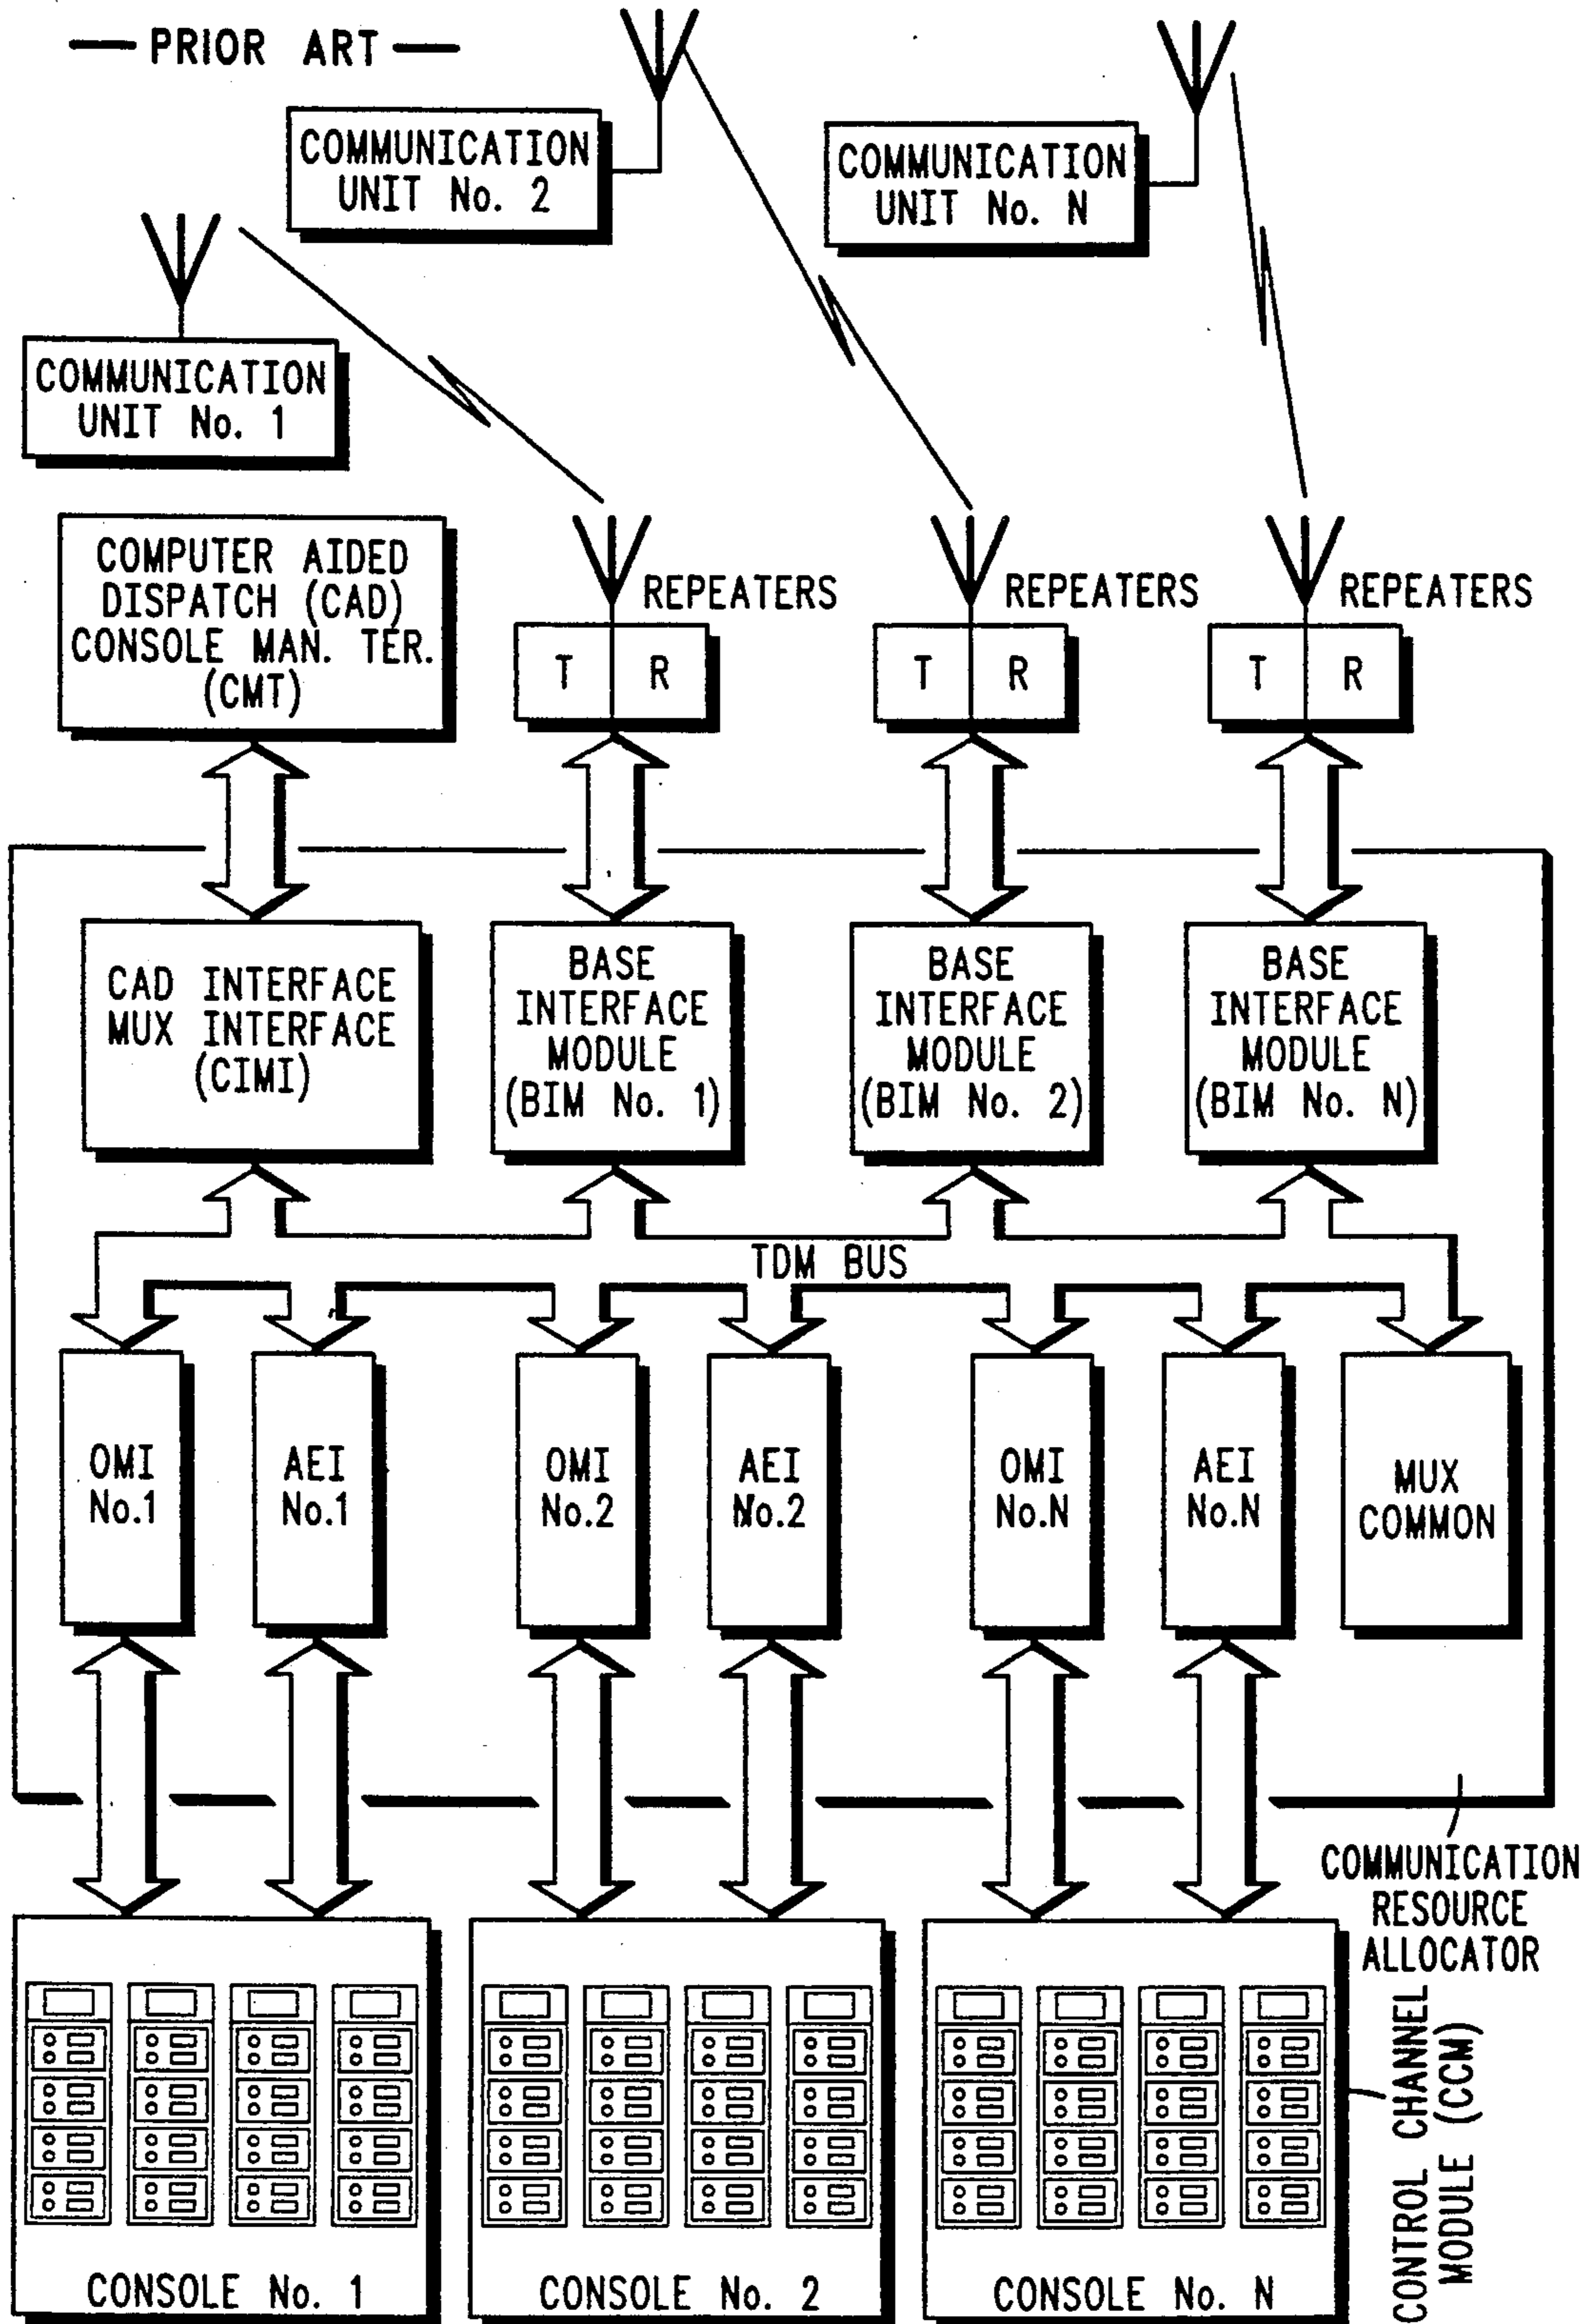 — PRIOR ART —
COMMUNICATION
UNIT No. 2
COMMUNICATION
UNIT No. N
COMMUNICATION
UNIT No. 1
COMPUTER AIDED
DISPATCH (CAD)
CONSOLE MAN. TER.
(CMT)
REPEATERS
T R
REPEATERS
T R
REPEATERS
T R
CAD INTERFACE
MUX INTERFACE
(CIMI)
BASE
INTERFACE
MODULE
(BIM No. 1)
BASE
INTERFACE
MODULE
(BIM No. 2)
BASE
INTERFACE
MODULE
(BIM No. N)
TDM BUS
OMI
No.1
AEI
No.1
OMI
No.2
AEI
No.2
OMI
No.N
AEI
No.N
MUX
COMMON
COMMUNICATION
RESOURCE
ALLOCATOR
CONTROL CHANNEL
MODULE (CCM)
CONSOLE No. 1
CONSOLE No. 2
CONSOLE No. N